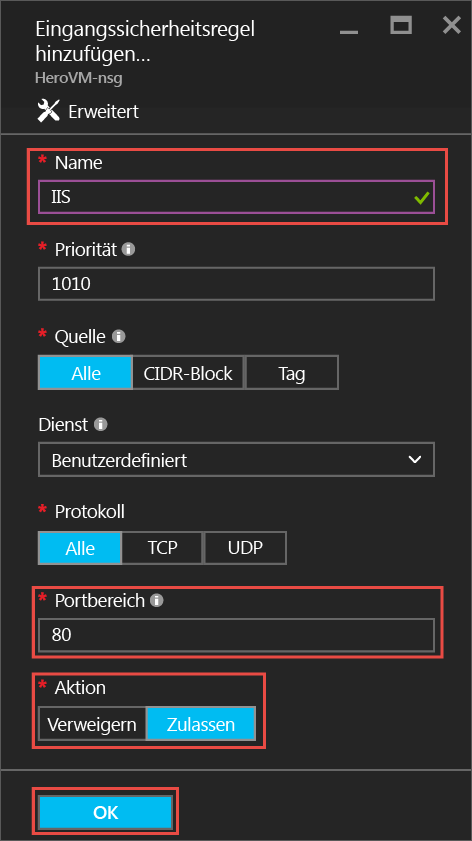 Eingangssicherheitsregel
hinzufügen...
HeroVM-nsg
Erweitert
* Name
IIS
* Priorität
1010
* Quelle
Alle CIDR-Block Tag
Dienst
Benutzerdefiniert
* Protokoll
Alle TCP UDP
* Portbereich
80
* Aktion
Verweigern Zulassen
OK